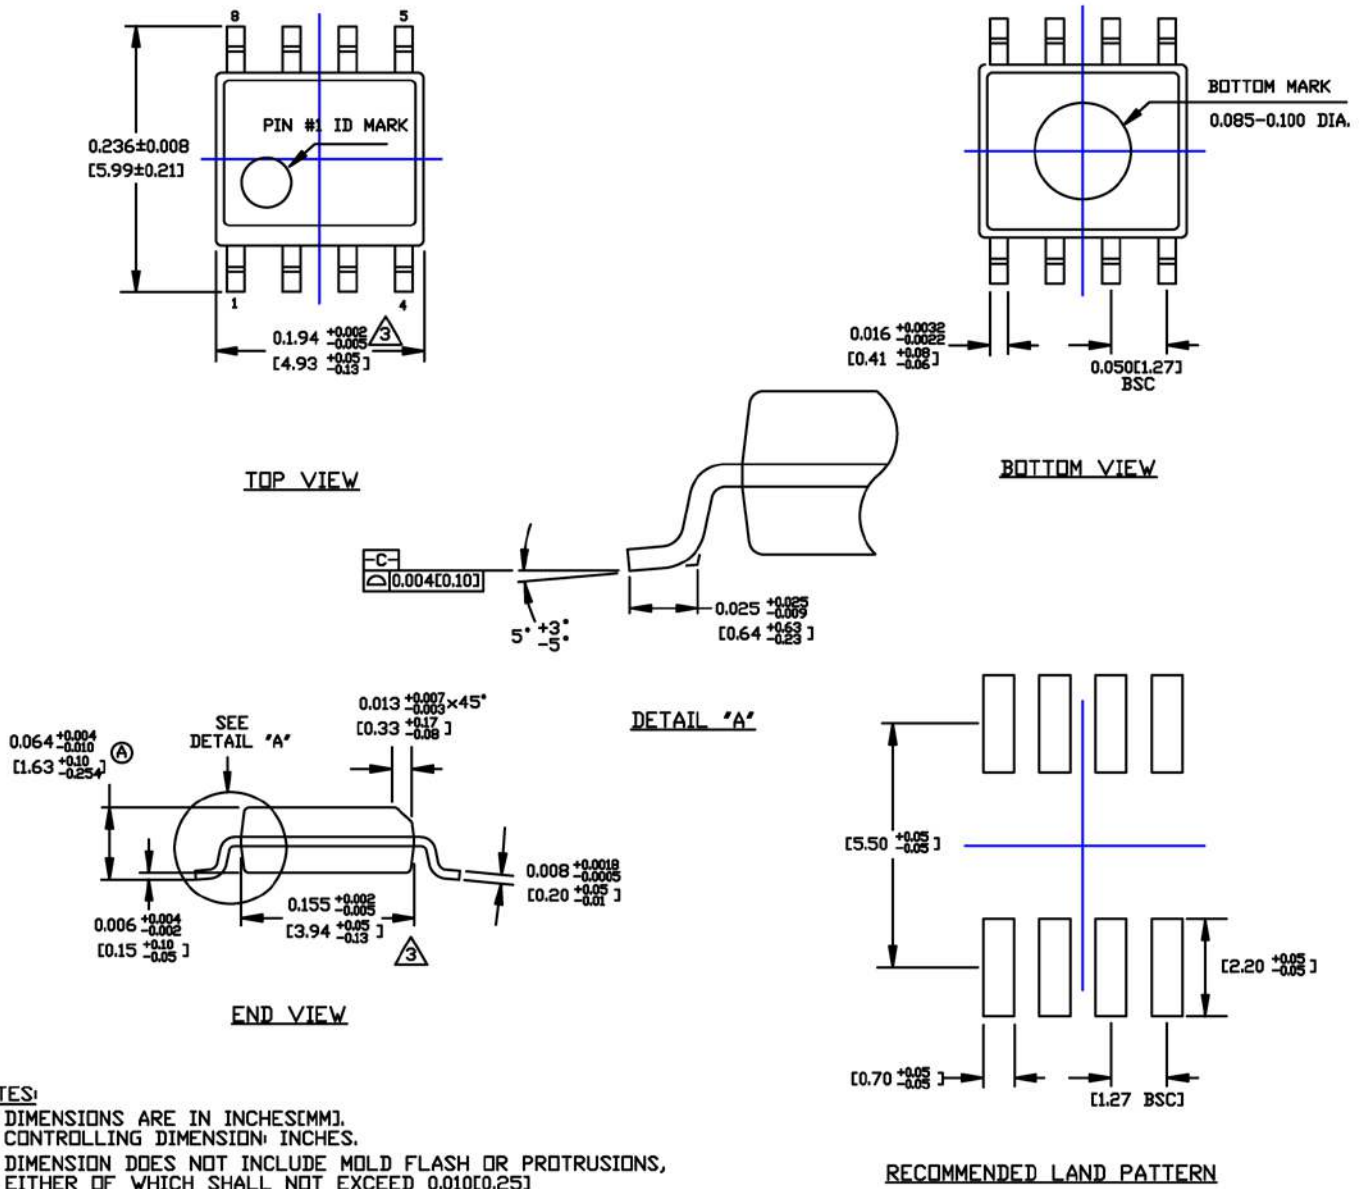 8 5
PIN #1 ID MARK
0.236±0.008
[5.99±0.21]
1 4
0.1.94 +0.002 -0.005 3
[4.93 +0.05 -0.13 ]
TOP VIEW
BOTTOM MARK
0.085-0.100 DIA.
0.016 +0.0032 -0.0022
[0.41 +0.08 -0.06 ]
0.050[1.27]
BSC
BOTTOM VIEW
-C-
0.004[0.10]
5° +3° -5°
0.025 +0.025 -0.009
[0.64 +0.63 -0.23 ]
DETAIL "A"
SEE
DETAIL "A"
0.064 +0.004 -0.010 A
[1.63 +0.10 -0.254 ]
0.013 +0.007 -0.003 ×45°
[0.33 +0.17 -0.08 ]
0.008 +0.0018 -0.0005
[0.20 +0.05 -0.01 ]
0.006 +0.004 -0.002
[0.15 +0.10 -0.05 ]
0.155 +0.002 -0.005
[3.94 +0.05 -0.13 ]
3
END VIEW
[5.50 +0.05 -0.05 ]
[2.20 +0.05 -0.05 ]
[0.70 +0.05 -0.05 ]
[1.27 BSC]
RECOMMENDED LAND PATTERN
TES:
DIMENSIONS ARE IN INCHES[MM].
CONTROLLING DIMENSION: INCHES.
DIMENSION DOES NOT INCLUDE MOLD FLASH OR PROTRUSIONS,
EITHER OF WHICH SHALL NOT EXCEED 0.010[0.25]